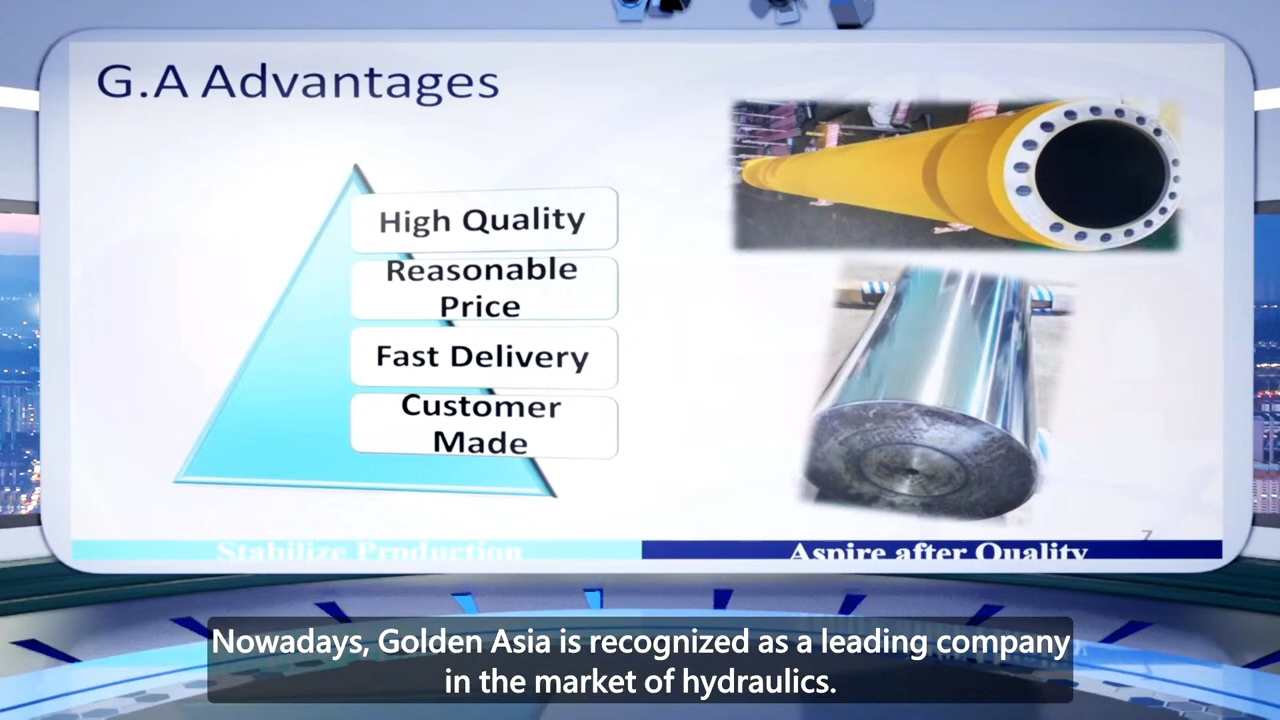 G.A Advantages
High Quality
Reasonable
Price
Fast Delivery
Customer
Made
7
Stabilize Production
Aspire after Quality
Nowadays, Golden Asia is recognized as a leading company
in the market of hydraulics.